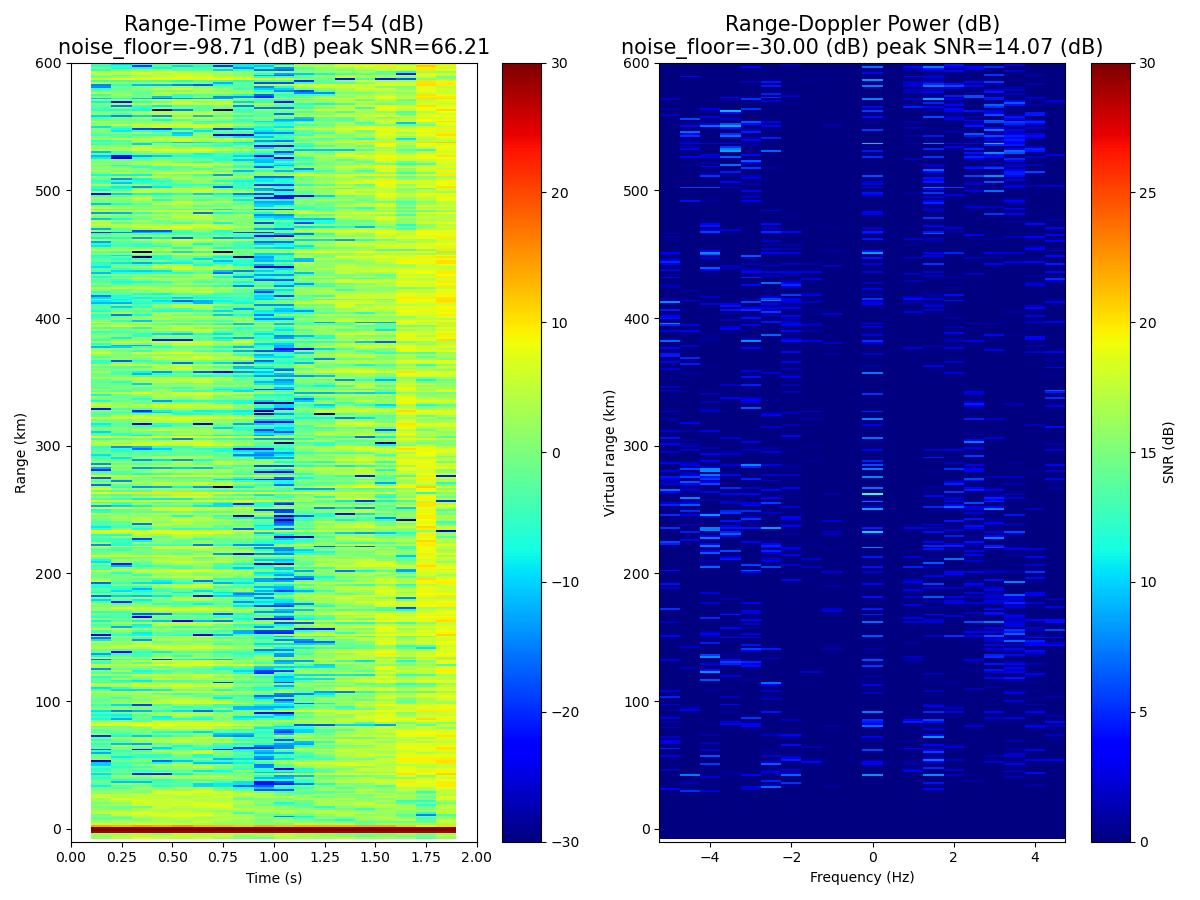 Range-Time Power f=54 (dB)
noise_floor=-98.71 (dB) peak SNR=66.21
Range (km)
600
500
400
300
200
100
0
0.00 0.25 0.50 0.75 1.00 1.25 1.50 1.75 2.00
Time (s)
30
20
10
0
−10
−20
−30
Range-Doppler Power (dB)
noise_floor=-30.00 (dB) peak SNR=14.07 (dB)
Virtual range (km)
600
500
400
300
200
100
0
−4 −2 0 2 4
Frequency (Hz)
30
25
20
15
10
5
0
SNR (dB)